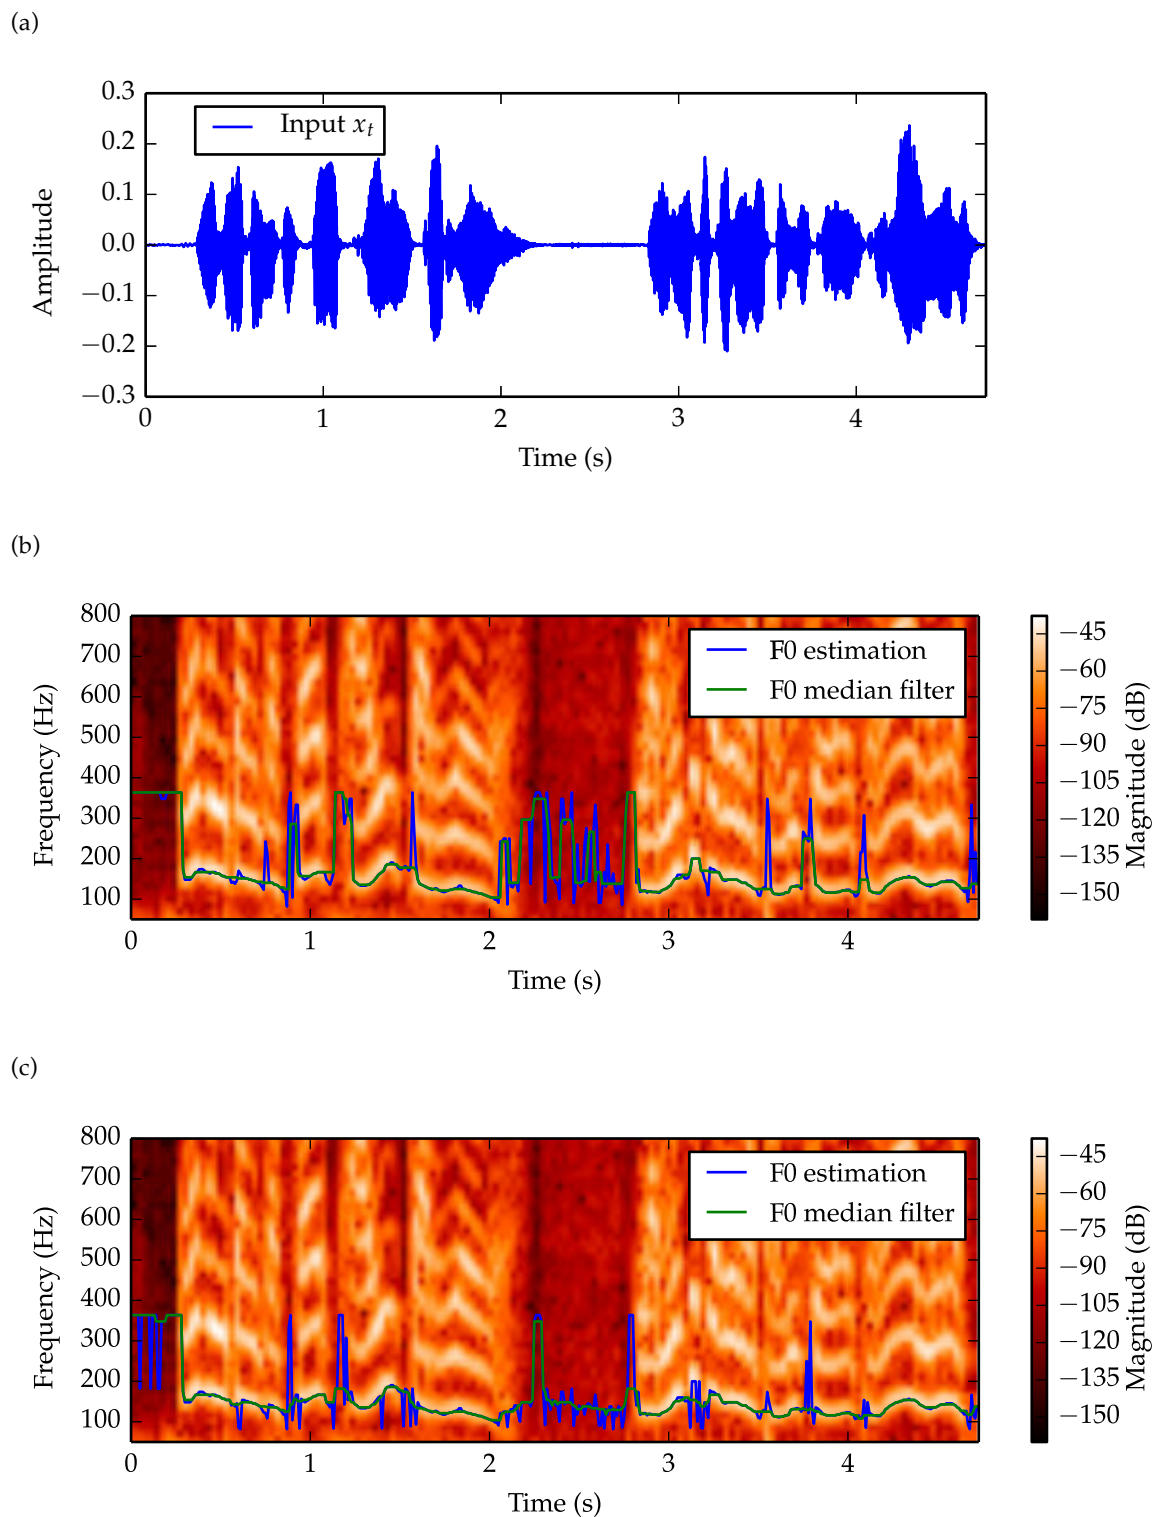 (a)
0.3
0.2
0.1
0.0
−0.1
−0.2
−0.3
Amplitude
Input xₜ
0 1 2 3 4
Time (s)
(b)
800
700
600
500
400
300
200
100
Frequency (Hz)
F0 estimation
F0 median filter
0 1 2 3 4
Time (s)
−45
−60
−75
−90
−105
−120
−135
−150
Magnitude (dB)
(c)
800
700
600
500
400
300
200
100
Frequency (Hz)
F0 estimation
F0 median filter
0 1 2 3 4
Time (s)
−45
−60
−75
−90
−105
−120
−135
−150
Magnitude (dB)